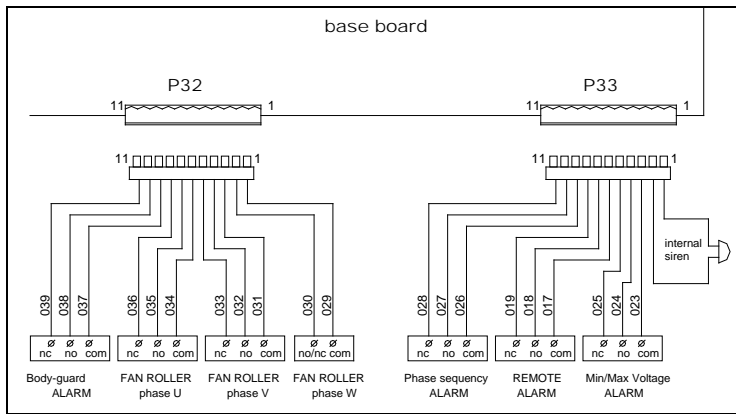 base board
P32 P33
11 1 11 1
11 1 11 1
internal
siren
039 038 037 036 035 034 033 032 031 030 029 028 027 026 019 018 017 025 024 023
nc no com nc no com nc no com no/nc com nc no com nc no com nc no com
Body-guard FAN ROLLER FAN ROLLER FAN ROLLER Phase sequency REMOTE Min/Max Voltage
ALARM phase U phase V phase W ALARM ALARM ALARM